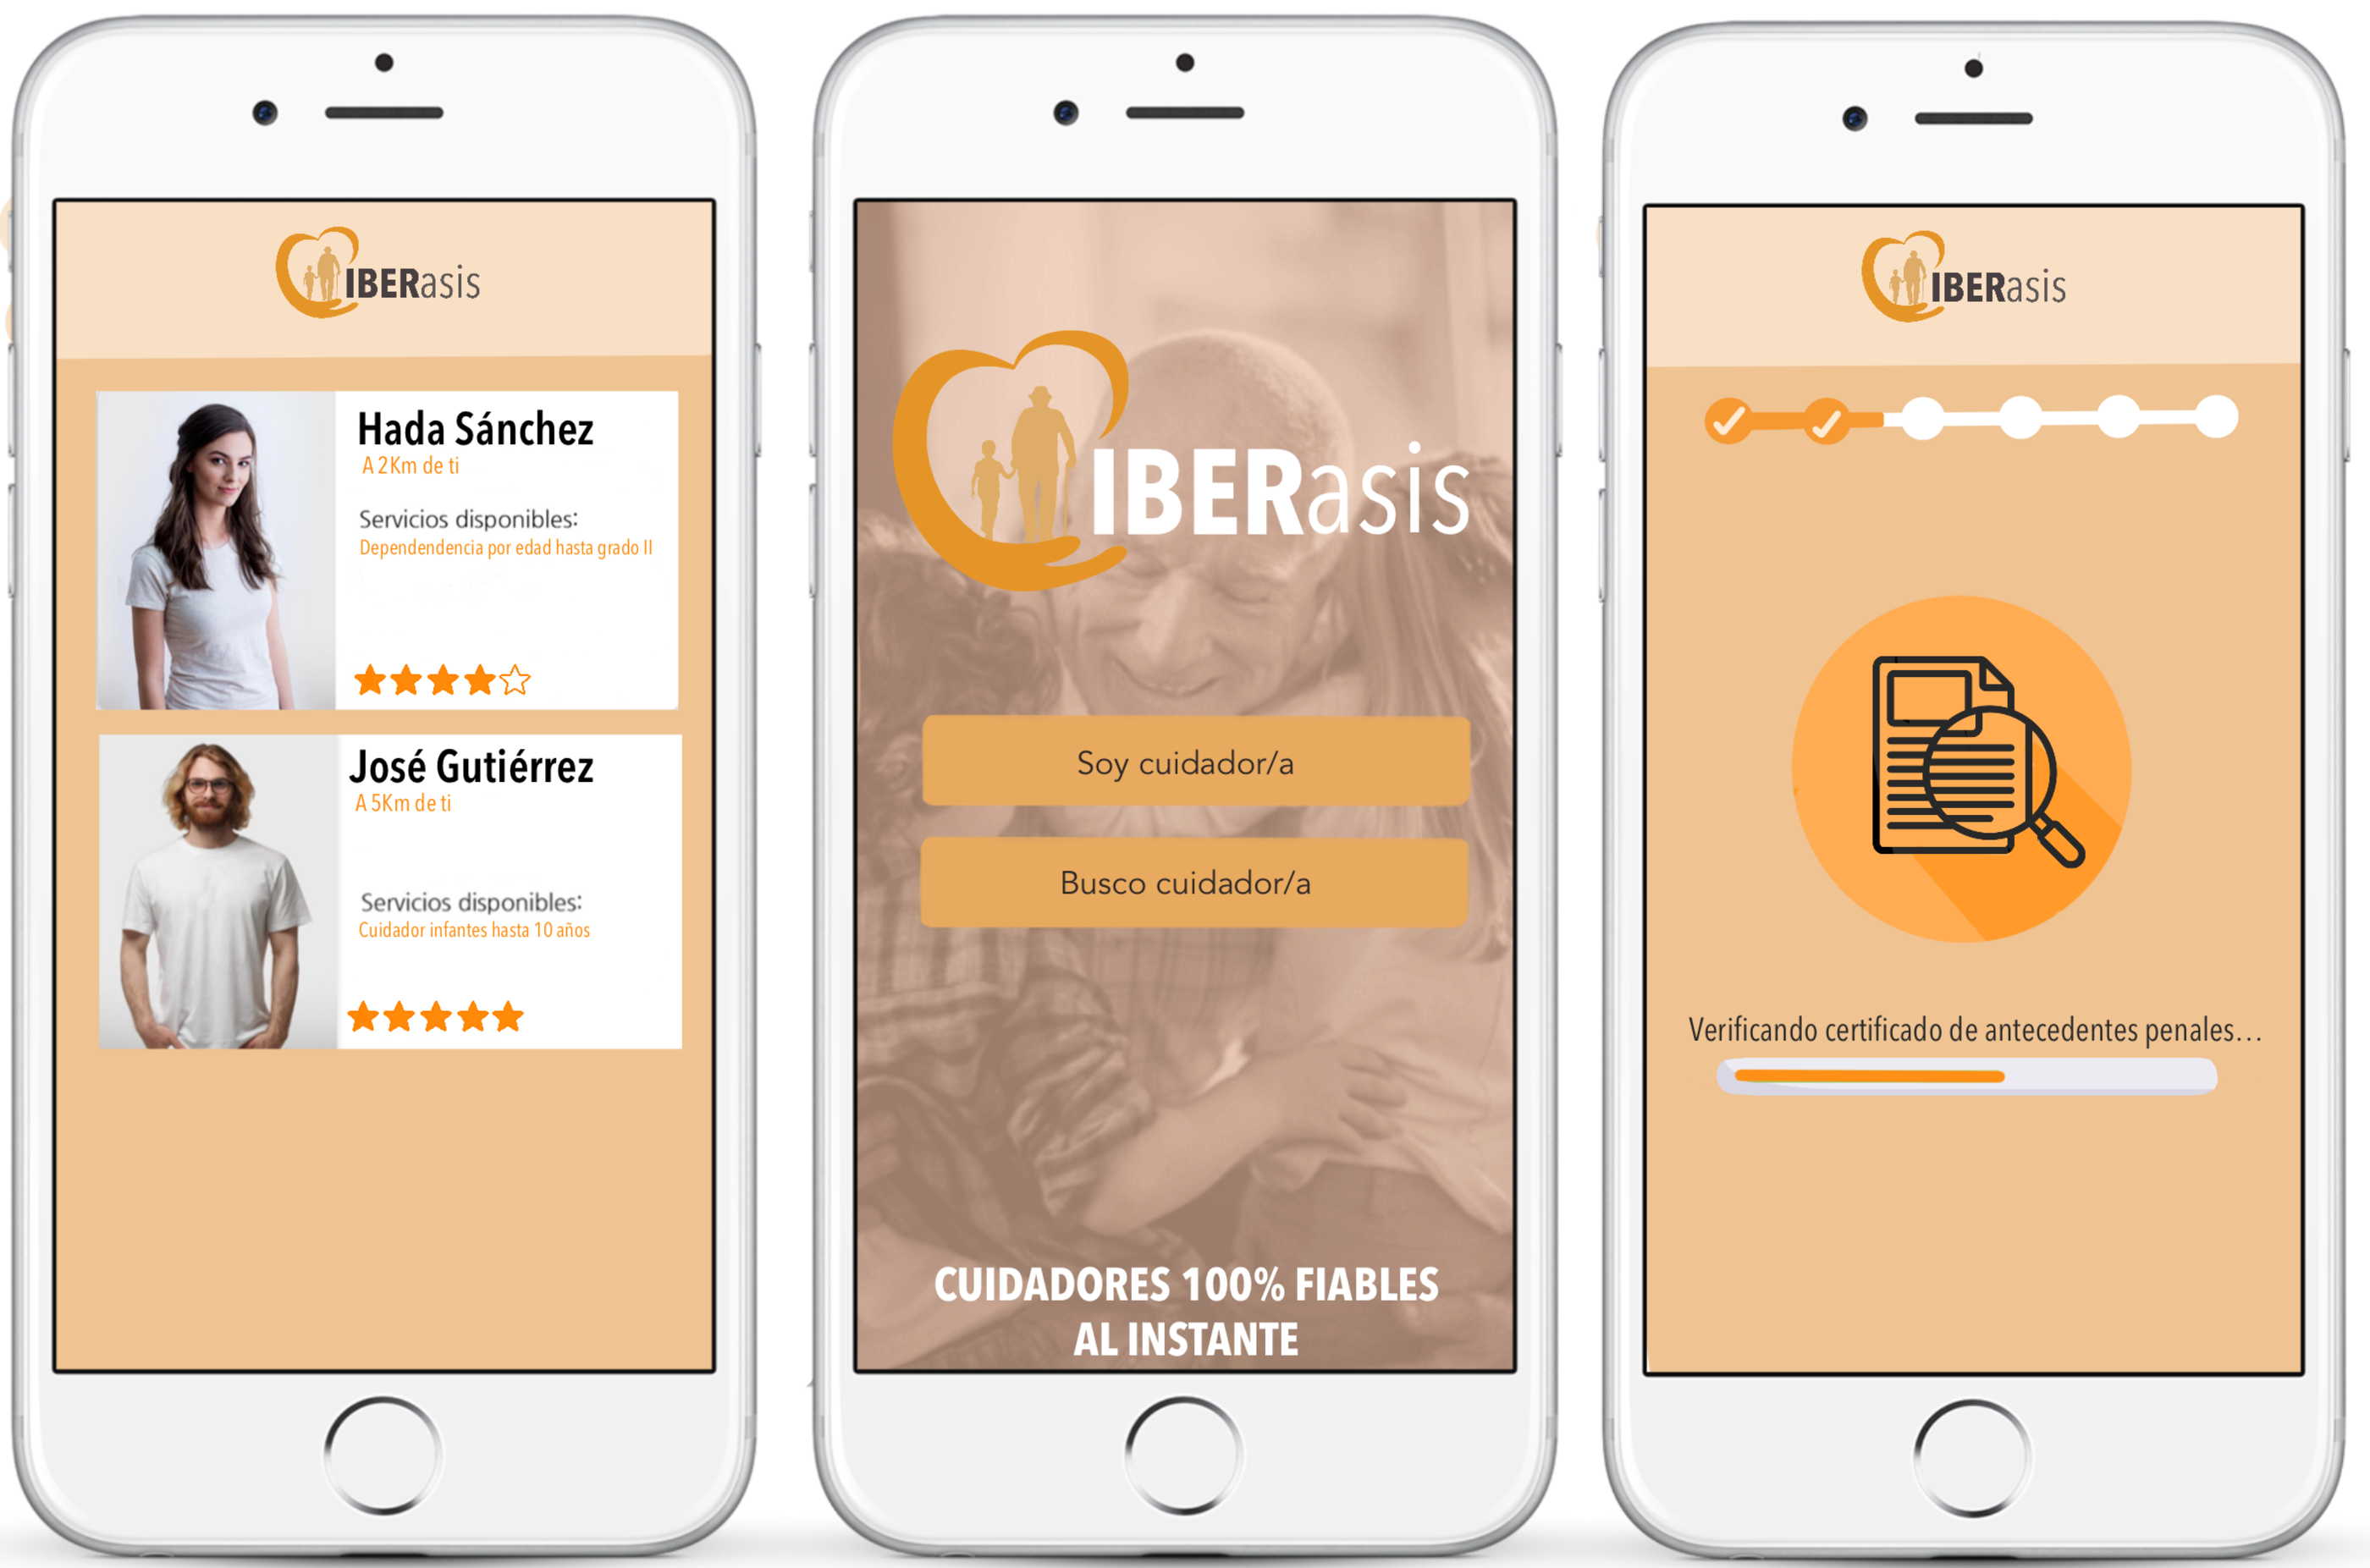 IBERasis
Hada Sánchez
A 2Km de ti
Servicios disponibles:
Dependendencia por edad hasta grado II
José Gutiérrez
A 5Km de ti
Servicios disponibles:
Cuidador infantes hasta 10 años
IBERasis
Soy cuidador/a
Busco cuidador/a
CUIDADORES 100% FIABLES
AL INSTANTE
IBERasis
Verificando certificado de antecedentes penales...